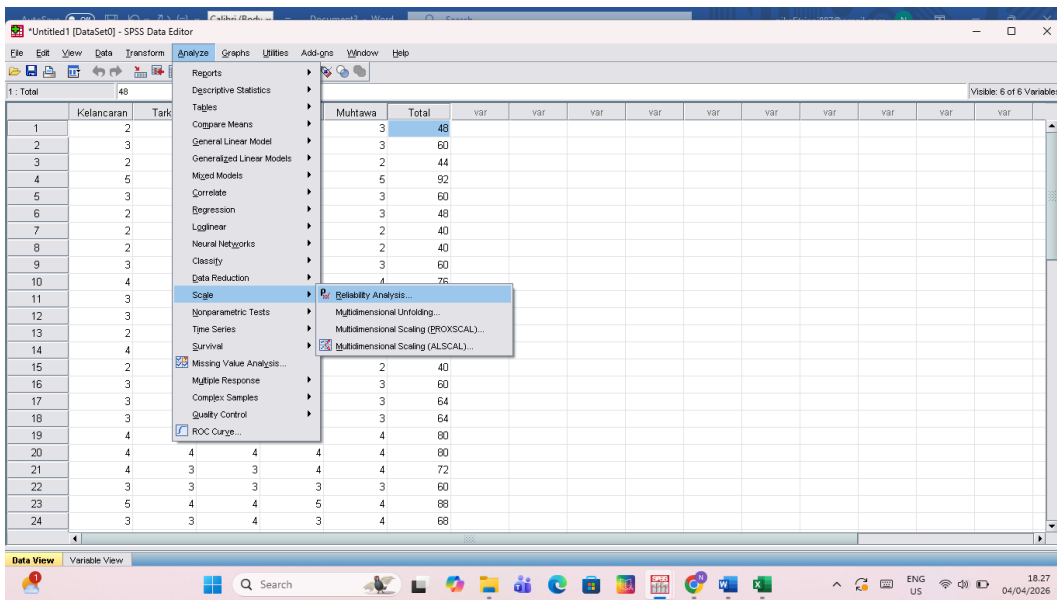 *Untitled1 [DataSet0] - SPSS Data Editor
File Edit View Data Transform Analyze Graphs Utilities Add-ons Window Help
1 : Total 48 Visible: 6 of 6 Variables
Kelancaran Tark Muhtawa Total var var var var var var var var var var
1 2 3 48
2 3 3 60
3 2 2 44
4 5 5 92
5 3 3 60
6 2 3 48
7 2 2 40
8 2 2 40
9 3 3 60
10 4 4 76
11 3
12 3
13 2
14 4
15 2 2 40
16 3 3 60
17 3 3 64
18 3 3 64
19 4 4 80
20 4 4 4 4 4 80
21 4 3 3 4 4 72
22 3 3 3 3 3 60
23 5 4 4 5 4 88
24 3 3 4 3 4 68
Reports
Descriptive Statistics
Tables
Compare Means
General Linear Model
Generalized Linear Models
Mixed Models
Correlate
Regression
Loglinear
Neural Networks
Classify
Data Reduction
Scale
Nonparametric Tests
Time Series
Survival
Missing Value Analysis...
Multiple Response
Complex Samples
Quality Control
ROC Curve...
Reliability Analysis...
Multidimensional Unfolding...
Multidimensional Scaling (PROXSCAL)...
Multidimensional Scaling (ALSCAL)...
Data View Variable View
Search
ENG
US
18.27
04/04/2026